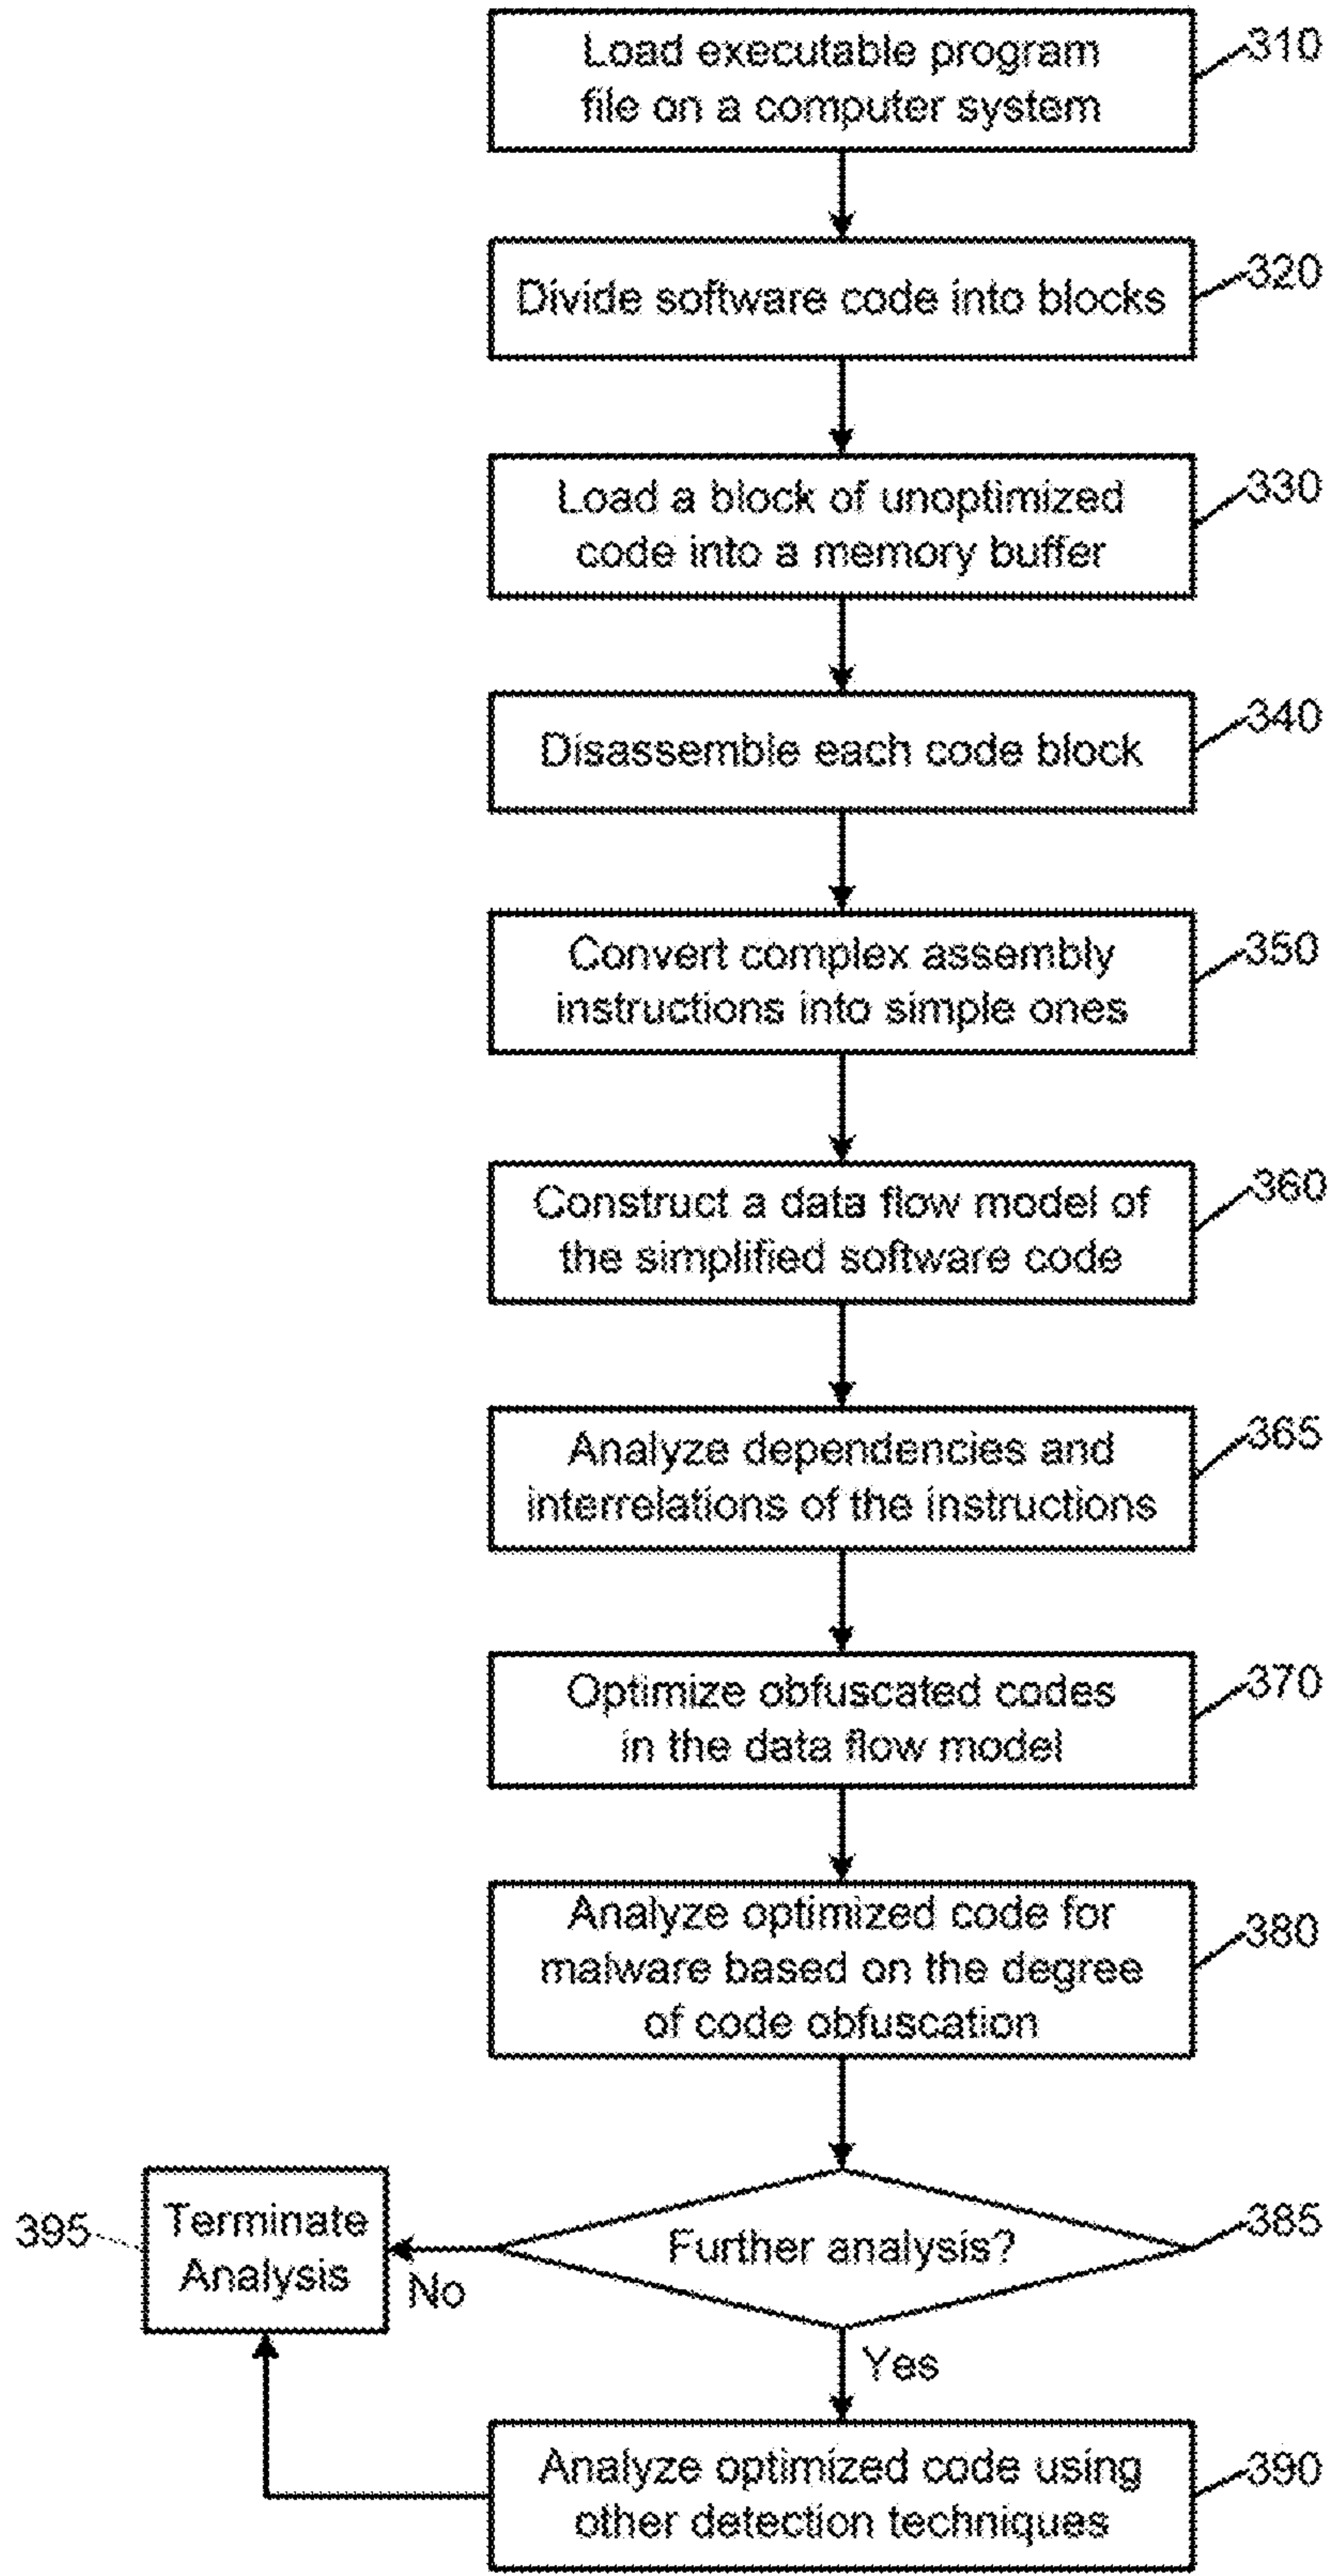 Load executable program
file on a computer system
310
Divide software code into blocks
320
Load a block of unoptimized
code into a memory buffer
330
Disassemble each code block
340
Convert complex assembly
instructions into simple ones
350
Construct a data flow model of
the simplified software code
360
Analyze dependencies and
interrelations of the instructions
365
Optimize obfuscated codes
in the data flow model
370
Analyze optimized code for
malware based on the degree
of code obfuscation
380
395
Terminate
Analysis
No
Further analysis?
385
Yes
Analyze optimized code using
other detection techniques
390